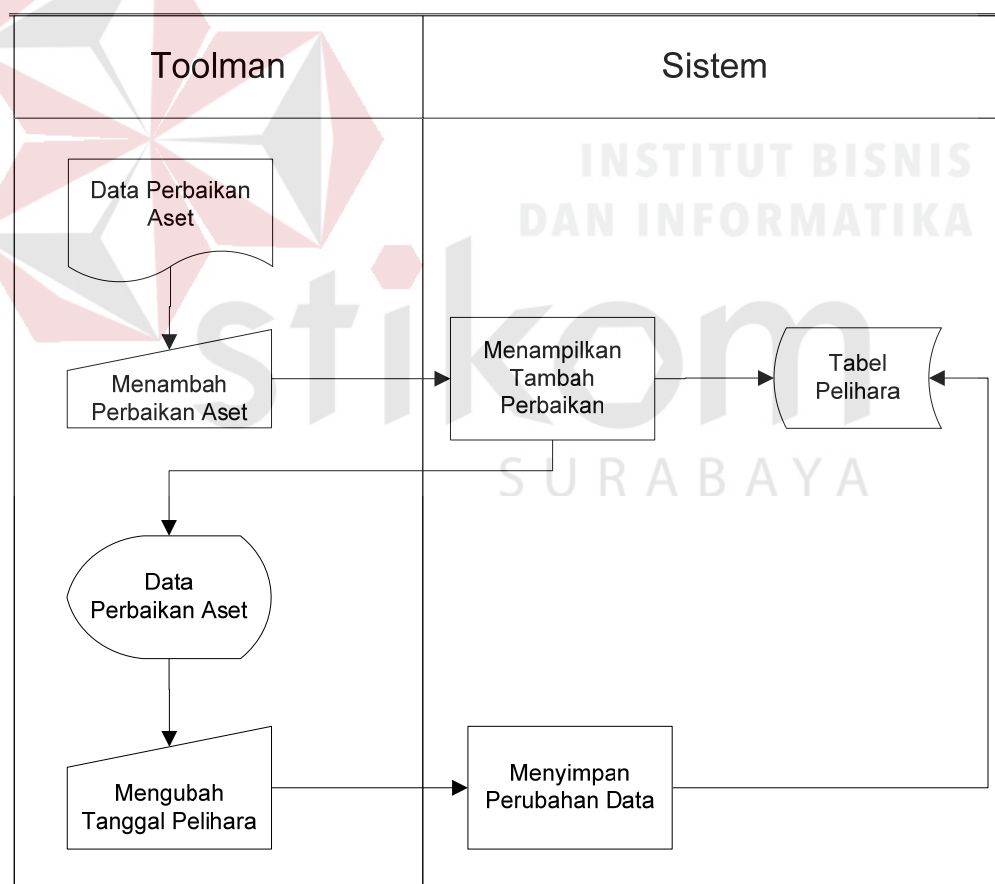 Toolman
Sistem
INSTITUT BISNIS
DAN INFORMATIKA
stikom
SURABAYA
Data Perbaikan
Aset
Menambah
Perbaikan Aset
Menampilkan
Tambah
Perbaikan
Tabel
Pelihara
Data
Perbaikan Aset
Mengubah
Tanggal Pelihara
Menyimpan
Perubahan Data